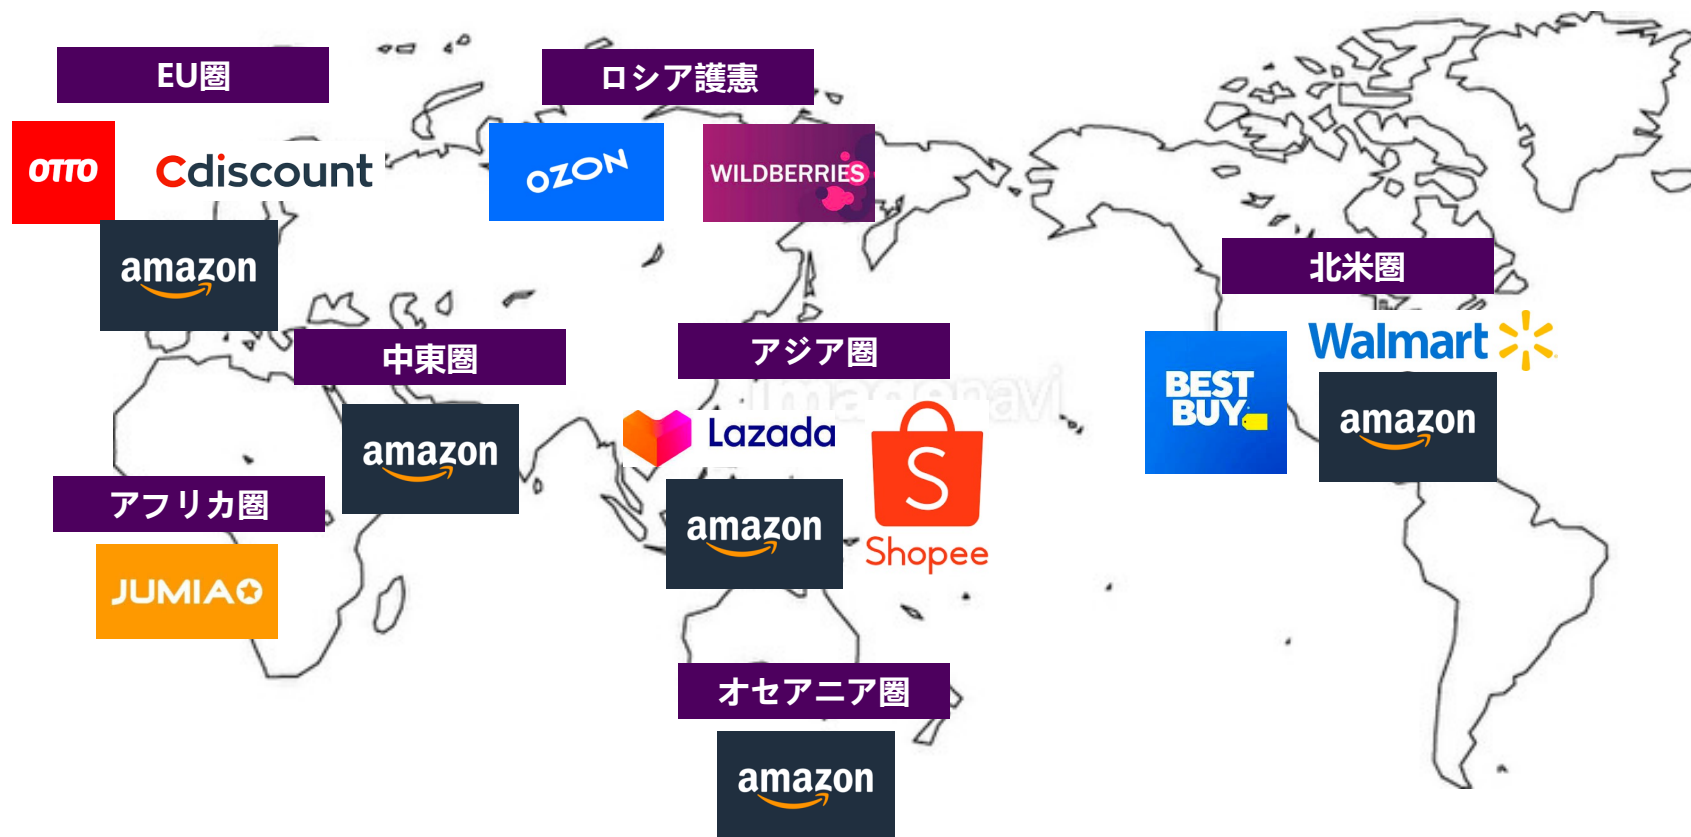 EU圏
OTTO
Cdiscount
amazon
ロシア護憲
OZON
WILDBERRIES
中東圏
amazon
アジア圏
Lazada
amazon
Shopee
北米圏
BEST
BUY
Walmart
amazon
アフリカ圏
JUMIA
オセアニア圏
amazon
imagenavi